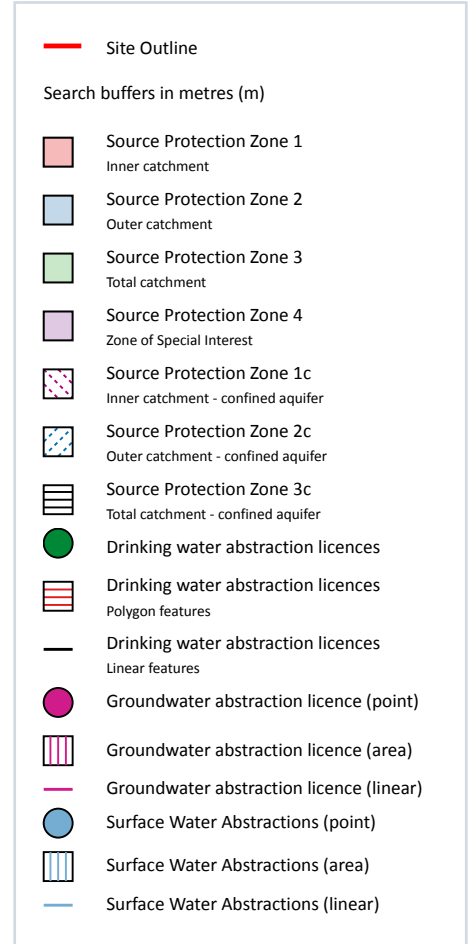 Site Outline
Search buffers in metres (m)
Source Protection Zone 1
Inner catchment
Source Protection Zone 2
Outer catchment
Source Protection Zone 3
Total catchment
Source Protection Zone 4
Zone of Special Interest
Source Protection Zone 1c
Inner catchment - confined aquifer
Source Protection Zone 2c
Outer catchment - confined aquifer
Source Protection Zone 3c
Total catchment - confined aquifer
Drinking water abstraction licences
Drinking water abstraction licences
Polygon features
Drinking water abstraction licences
Linear features
Groundwater abstraction licence (point)
Groundwater abstraction licence (area)
Groundwater abstraction licence (linear)
Surface Water Abstractions (point)
Surface Water Abstractions (area)
Surface Water Abstractions (linear)